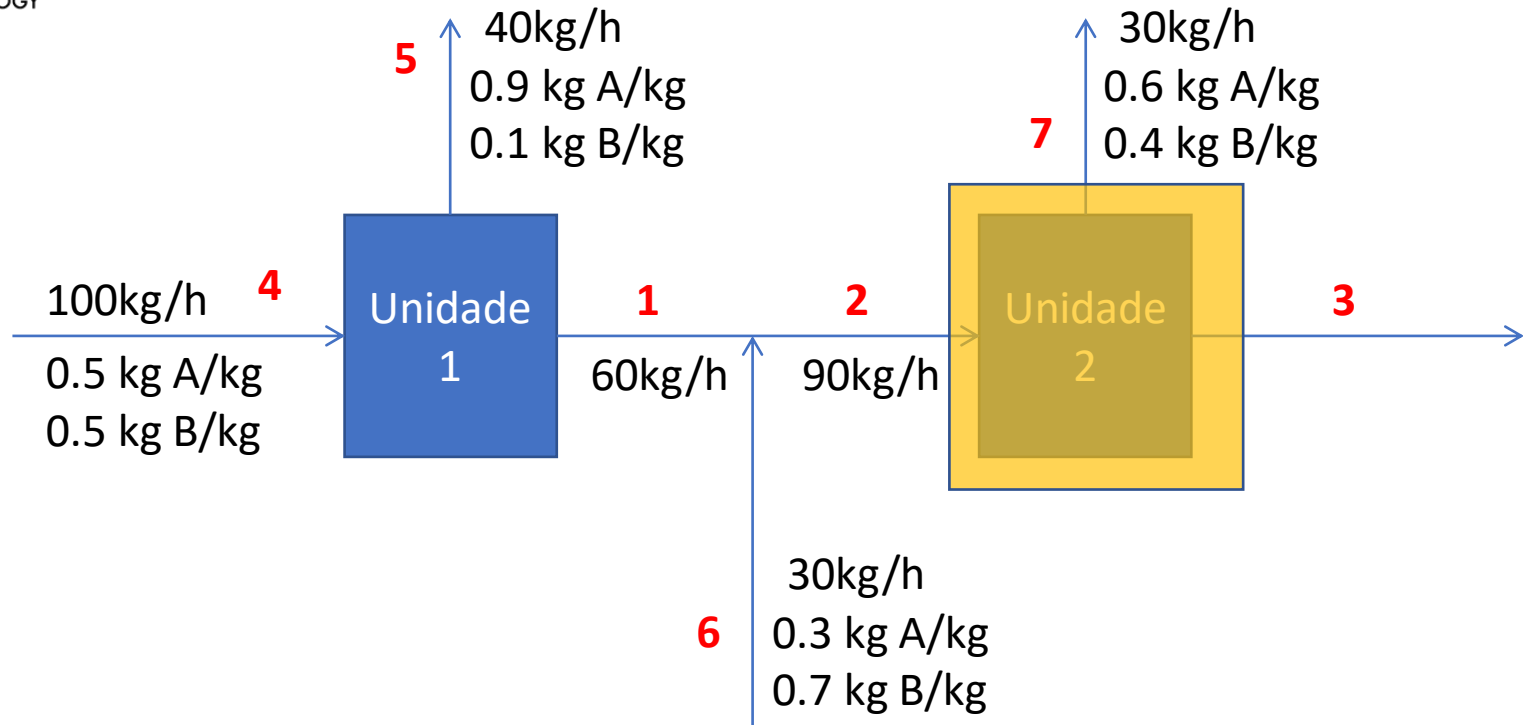 OGY
5
40kg/h
0.9 kg A/kg
0.1 kg B/kg
7
30kg/h
0.6 kg A/kg
0.4 kg B/kg
100kg/h
4
0.5 kg A/kg
0.5 kg B/kg
Unidade
1
1
60kg/h
2
90kg/h
Unidade
2
3
6
30kg/h
0.3 kg A/kg
0.7 kg B/kg